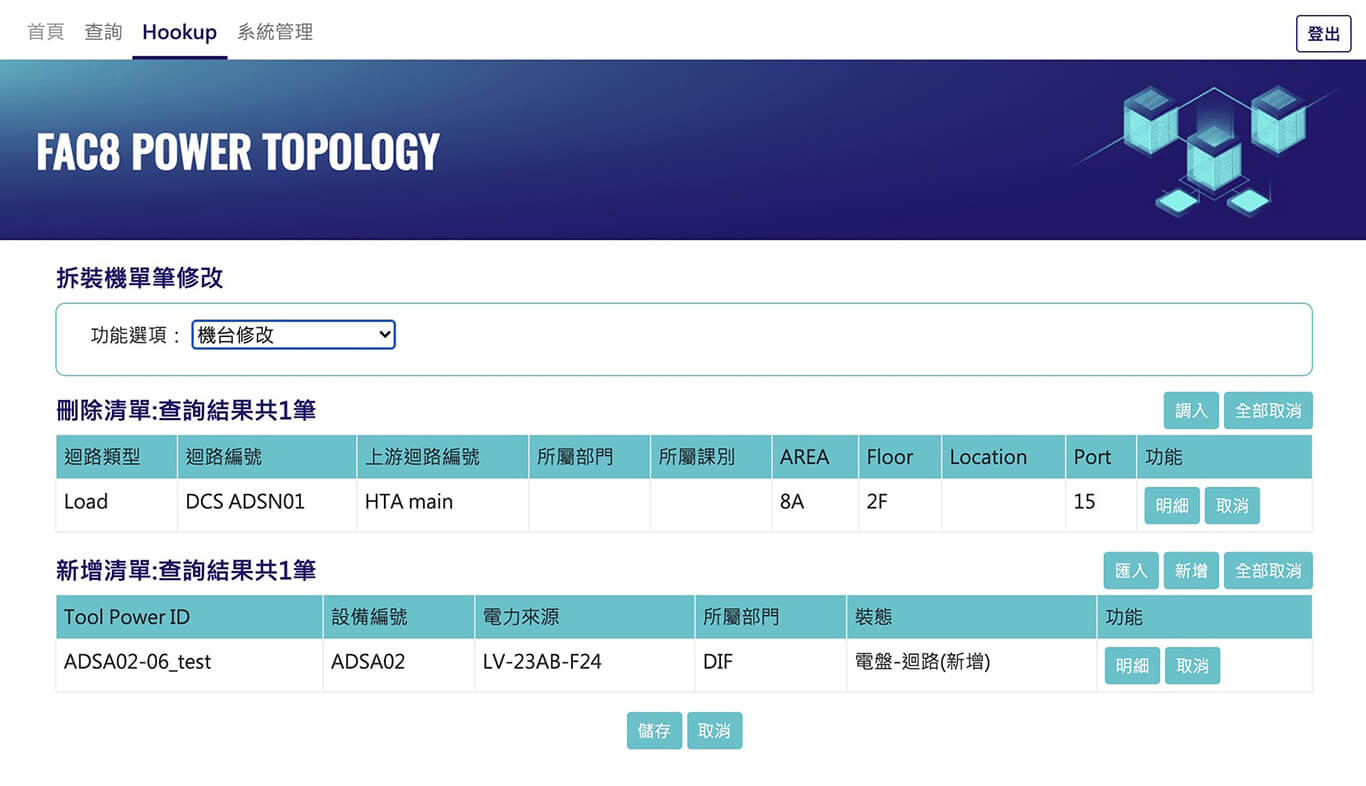 首頁 查詢 Hookup 系統管理 登出
FAC8 POWER TOPOLOGY
拆裝機單筆修改
功能選項： 機台修改
刪除清單:查詢結果共1筆 調入 全部取消
迴路類型 迴路編號 上游迴路編號 所屬部門 所屬課別 AREA Floor Location Port 功能
Load DCS ADSN01 HTA main 8A 2F 15 明細 取消
新增清單:查詢結果共1筆 匯入 新增 全部取消
Tool Power ID 設備編號 電力來源 所屬部門 裝態 功能
ADSA02-06_test ADSA02 LV-23AB-F24 DIF 電盤-迴路(新增) 明細 取消
儲存 取消